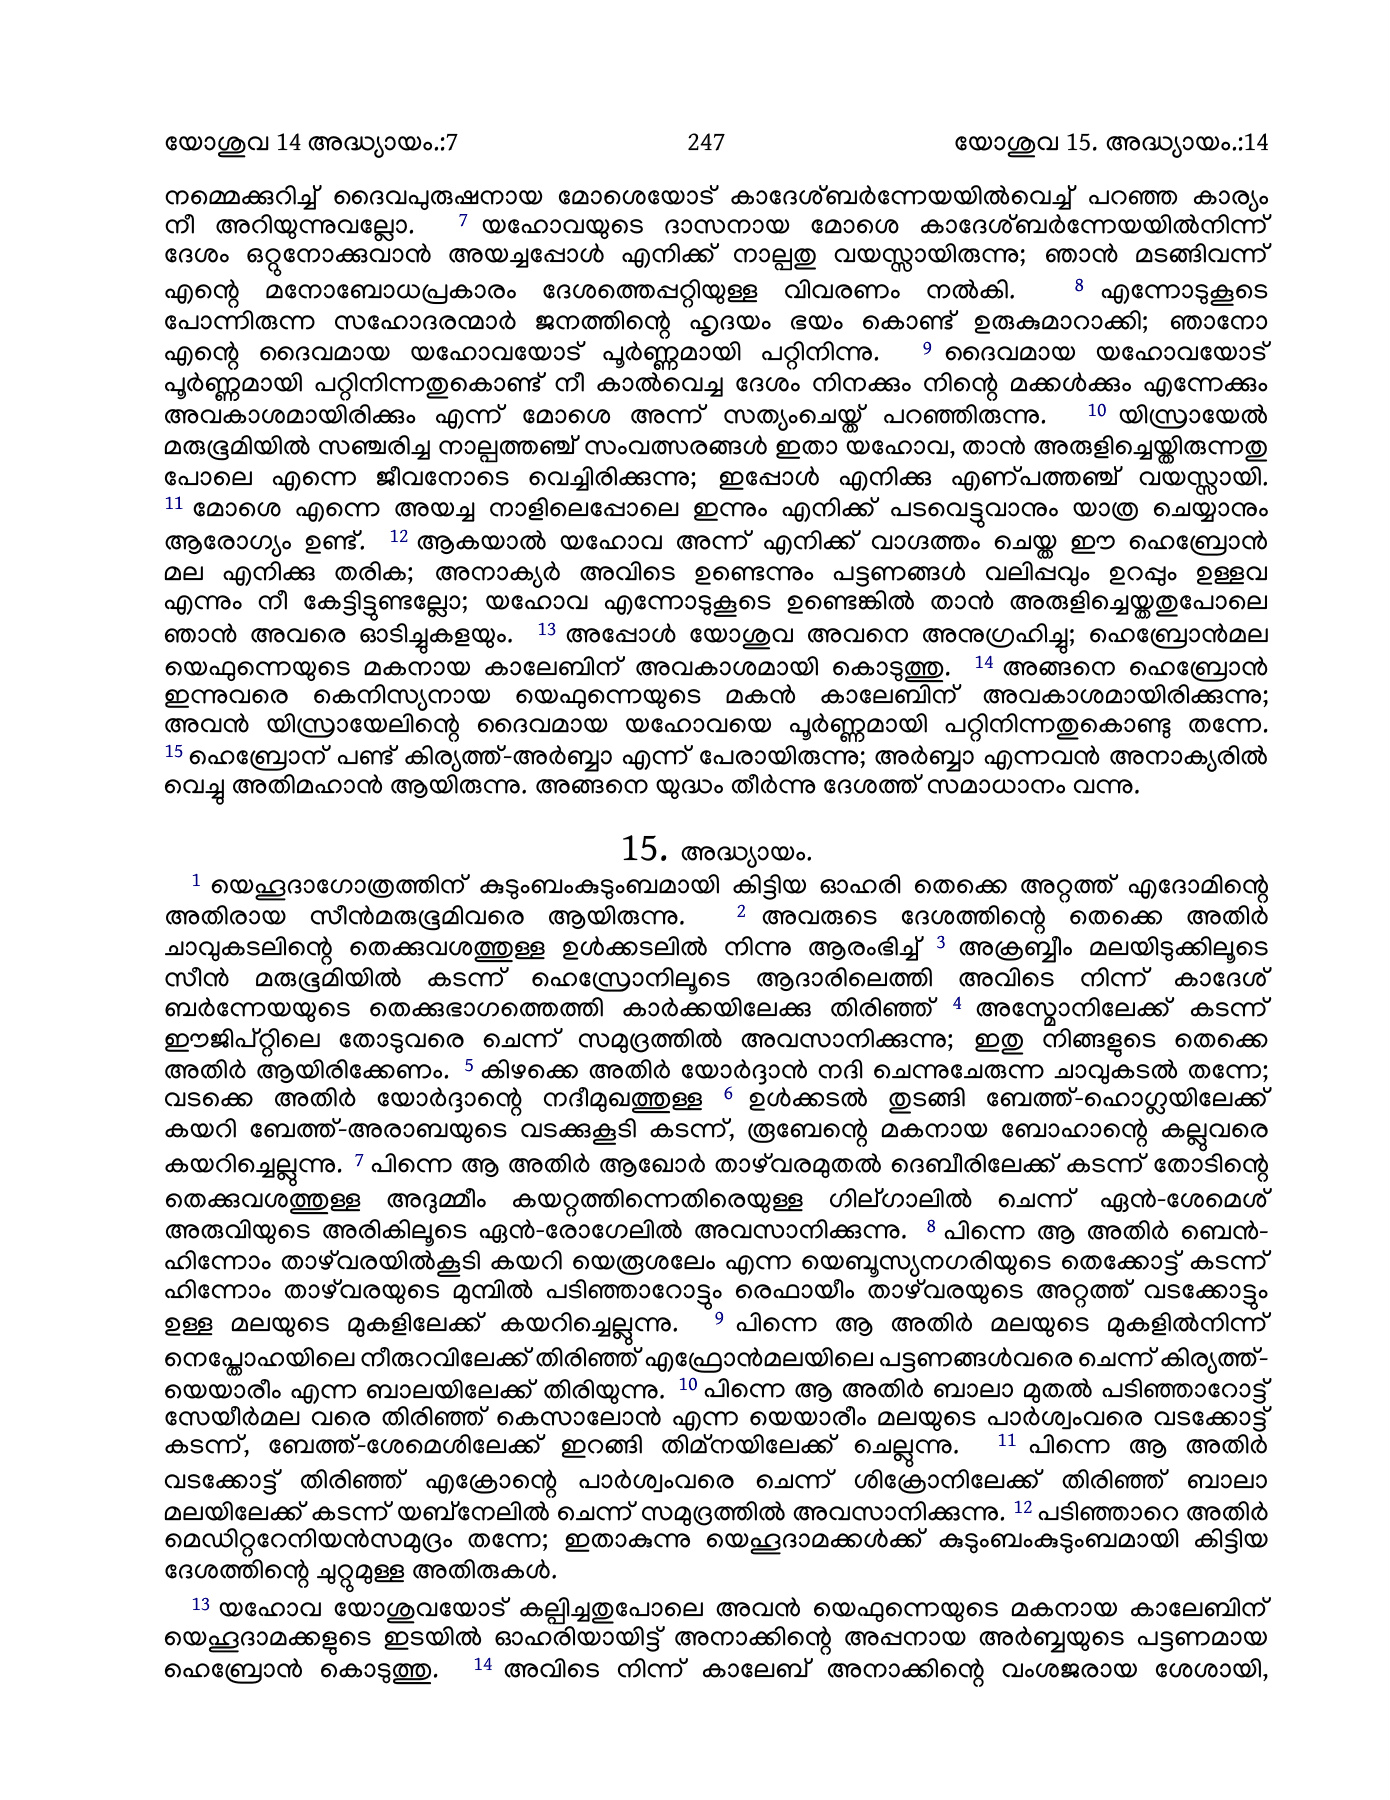 യോശുവ 14 അദ്ധ്യായം.:7 247 യോശുവ 15. അദ്ധ്യായം.:14
നമ്മെക്കുറിച്ച് ദൈവപുരുഷനായ മോശെയോട് കാദേശ്ബർന്നേയയിൽവെച്ച് പറഞ്ഞ കാര്യം
നീ അറിയുന്നുവല്ലോ. 7 യഹോവയുടെ ദാസനായ മോശെ കാദേശ്ബർന്നേയയിൽനിന്ന്
ദേശം ഒറ്റുനോക്കുവാൻ അയച്ചപ്പോൾ എനിക്ക് നാല്പതു വയസ്സായിരുന്നു; ഞാൻ മടങ്ങിവന്ന്
എന്റെ മനോബോധപ്രകാരം ദേശത്തെപ്പറ്റിയുള്ള വിവരണം നൽകി. 8 എന്നോടുകൂടെ
പോന്നിരുന്ന സഹോദരന്മാർ ജനത്തിന്റെ ഹൃദയം ഭയം കൊണ്ട് ഉരുകുമാറാക്കി; ഞാനോ
എന്റെ ദൈവമായ യഹോവയോട് പൂർണ്ണമായി പറ്റിനിന്നു. 9 ദൈവമായ യഹോവയോട്
പൂർണ്ണമായി പറ്റിനിന്നതുകൊണ്ട് നീ കാൽവെച്ച ദേശം നിനക്കും നിന്റെ മക്കൾക്കും എന്നേക്കും
അവകാശമായിരിക്കും എന്ന് മോശെ അന്ന് സത്യംചെയ്ത് പറഞ്ഞിരുന്നു. 10 യിസ്രായേൽ
മരുഭൂമിയിൽ സഞ്ചരിച്ച നാല്പത്തഞ്ച് സംവത്സരങ്ങൾ ഇതാ യഹോവ, താൻ അരുളിച്ചെയ്തിരുന്നതു
പോലെ എന്നെ ജീവനോടെ വെച്ചിരിക്കുന്നു; ഇപ്പോൾ എനിക്കു എണ്പത്തഞ്ച് വയസ്സായി.
11 മോശെ എന്നെ അയച്ച നാളിലെപ്പോലെ ഇന്നും എനിക്ക് പടവെട്ടുവാനും യാത്ര ചെയ്യാനും
ആരോഗ്യം ഉണ്ട്. 12 ആകയാൽ യഹോവ അന്ന് എനിക്ക് വാഗ്ദത്തം ചെയ്ത ഈ ഹെബ്രോൻ
മല എനിക്കു തരിക; അനാക്യർ അവിടെ ഉണ്ടെന്നും പട്ടണങ്ങൾ വലിപ്പവും ഉറപ്പും ഉള്ളവ
എന്നും നീ കേട്ടിട്ടുണ്ടല്ലോ; യഹോവ എന്നോടുകൂടെ ഉണ്ടെങ്കിൽ താൻ അരുളിച്ചെയ്തതുപോലെ
ഞാൻ അവരെ ഓടിച്ചുകളയും. 13 അപ്പോൾ യോശുവ അവനെ അനുഗ്രഹിച്ചു; ഹെബ്രോൻമല
യെഫുന്നെയുടെ മകനായ കാലേബിന് അവകാശമായി കൊടുത്തു. 14 അങ്ങനെ ഹെബ്രോൻ
ഇന്നുവരെ കെനിസ്യനായ യെഫുന്നെയുടെ മകൻ കാലേബിന് അവകാശമായിരിക്കുന്നു;
അവൻ യിസ്രായേലിന്റെ ദൈവമായ യഹോവയെ പൂർണ്ണമായി പറ്റിനിന്നതുകൊണ്ടു തന്നേ.
15 ഹെബ്രോന് പണ്ട് കിര്യത്ത്-അർബ്ബാ എന്ന് പേരായിരുന്നു; അർബ്ബാ എന്നവൻ അനാക്യരിൽ
വെച്ചു അതിമഹാൻ ആയിരുന്നു. അങ്ങനെ യുദ്ധം തീർന്നു ദേശത്ത് സമാധാനം വന്നു.
15. അദ്ധ്യായം.
1 യെഹൂദാഗോത്രത്തിന് കുടുംബംകുടുംബമായി കിട്ടിയ ഓഹരി തെക്കെ അറ്റത്ത് എദോമിന്റെ
അതിരായ സീൻമരുഭൂമിവരെ ആയിരുന്നു. 2 അവരുടെ ദേശത്തിന്റെ തെക്കെ അതിർ
ചാവുകടലിന്റെ തെക്കുവശത്തുള്ള ഉൾക്കടലിൽ നിന്നു ആരംഭിച്ച് 3 അക്രബ്ബീം മലയിടുക്കിലൂടെ
സീൻ മരുഭൂമിയിൽ കടന്ന് ഹെസ്രോനിലൂടെ ആദാരിലെത്തി അവിടെ നിന്ന് കാദേശ്
ബർന്നേയയുടെ തെക്കുഭാഗത്തെത്തി കാർക്കയിലേക്കു തിരിഞ്ഞ് 4 അസ്മോനിലേക്ക് കടന്ന്
ഈജിപ്റ്റിലെ തോടുവരെ ചെന്ന് സമുദ്രത്തിൽ അവസാനിക്കുന്നു; ഇതു നിങ്ങളുടെ തെക്കെ
അതിർ ആയിരിക്കേണം. 5 കിഴക്കെ അതിർ യോർദ്ദാൻ നദി ചെന്നുചേരുന്ന ചാവുകടൽ തന്നേ;
വടക്കെ അതിർ യോർദ്ദാന്റെ നദീമുഖത്തുള്ള 6 ഉൾക്കടൽ തുടങ്ങി ബേത്ത്-ഹൊഗ്ലയിലേക്ക്
കയറി ബേത്ത്-അരാബയുടെ വടക്കുകൂടി കടന്ന്, രൂബേന്റെ മകനായ ബോഹാന്റെ കല്ലുവരെ
കയറിച്ചെല്ലുന്നു. 7 പിന്നെ ആ അതിർ ആഖോർ താഴ്‌വരമുതൽ ദെബീരിലേക്ക് കടന്ന് തോടിന്റെ
തെക്കുവശത്തുള്ള അദുമ്മീം കയറ്റത്തിന്നെതിരെയുള്ള ഗില്ഗാലിൽ ചെന്ന് ഏൻ-ശേമെശ്
അരുവിയുടെ അരികിലൂടെ ഏൻ-രോഗേലിൽ അവസാനിക്കുന്നു. 8 പിന്നെ ആ അതിർ ബെൻ-
ഹിന്നോം താഴ്‌വരയിൽകൂടി കയറി യെരൂശലേം എന്ന യെബൂസ്യനഗരിയുടെ തെക്കോട്ട് കടന്ന്
ഹിന്നോം താഴ്‌വരയുടെ മുമ്പിൽ പടിഞ്ഞാറോട്ടും രെഫായീം താഴ്‌വരയുടെ അറ്റത്ത് വടക്കോട്ടും
ഉള്ള മലയുടെ മുകളിലേക്ക് കയറിച്ചെല്ലുന്നു. 9 പിന്നെ ആ അതിർ മലയുടെ മുകളിൽനിന്ന്
നെപ്തോഹയിലെ നീരുറവിലേക്ക് തിരിഞ്ഞ് എഫ്രോൻമലയിലെ പട്ടണങ്ങൾവരെ ചെന്ന് കിര്യത്ത്-
യെയാരീം എന്ന ബാലയിലേക്ക് തിരിയുന്നു. 10 പിന്നെ ആ അതിർ ബാലാ മുതൽ പടിഞ്ഞാറോട്ട്
സേയീർമല വരെ തിരിഞ്ഞ് കെസാലോൻ എന്ന യെയാരീം മലയുടെ പാർശ്വംവരെ വടക്കോട്ട്
കടന്ന്, ബേത്ത്-ശേമെശിലേക്ക് ഇറങ്ങി തിമ്നയിലേക്ക് ചെല്ലുന്നു. 11 പിന്നെ ആ അതിർ
വടക്കോട്ട് തിരിഞ്ഞ് എക്രോന്റെ പാർശ്വംവരെ ചെന്ന് ശിക്രോനിലേക്ക് തിരിഞ്ഞ് ബാലാ
മലയിലേക്ക് കടന്ന് യബ്നേലിൽ ചെന്ന് സമുദ്രത്തിൽ അവസാനിക്കുന്നു. 12 പടിഞ്ഞാറെ അതിർ
മെഡിറ്ററേനിയൻസമുദ്രം തന്നേ; ഇതാകുന്നു യെഹൂദാമക്കൾക്ക് കുടുംബംകുടുംബമായി കിട്ടിയ
ദേശത്തിന്റെ ചുറ്റുമുള്ള അതിരുകൾ.
13 യഹോവ യോശുവയോട് കല്പിച്ചതുപോലെ അവൻ യെഫുന്നെയുടെ മകനായ കാലേബിന്
യെഹൂദാമക്കളുടെ ഇടയിൽ ഓഹരിയായിട്ട് അനാക്കിന്റെ അപ്പനായ അർബ്ബയുടെ പട്ടണമായ
ഹെബ്രോൻ കൊടുത്തു. 14 അവിടെ നിന്ന് കാലേബ് അനാക്കിന്റെ വംശജരായ ശേശായി,